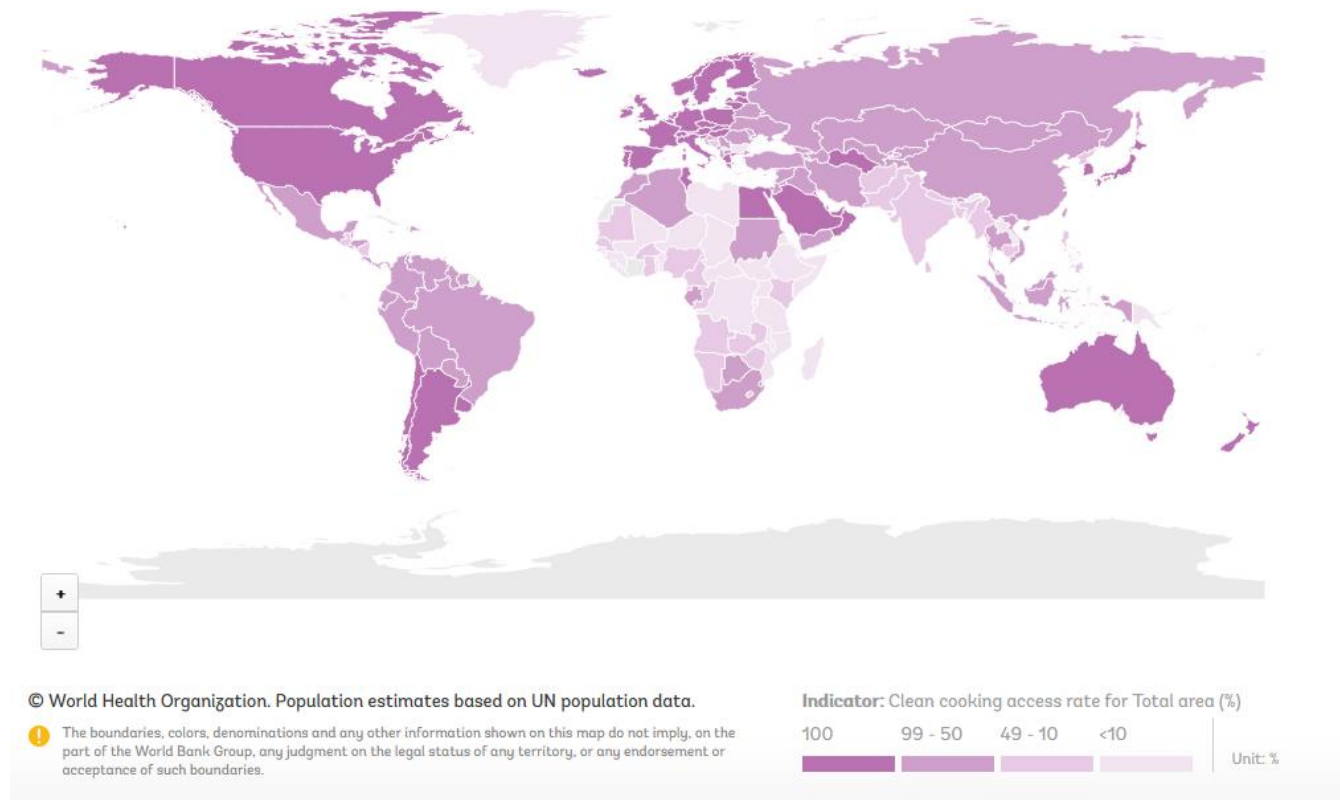 +
-
© World Health Organization. Population estimates based on UN population data.
The boundaries, colors, denominations and any other information shown on this map do not imply, on the
part of the World Bank Group, any judgment on the legal status of any territory, or any endorsement or
acceptance of such boundaries.
Indicator: Clean cooking access rate for Total area (%)
100 99 - 50 49 - 10 <10
Unit: %